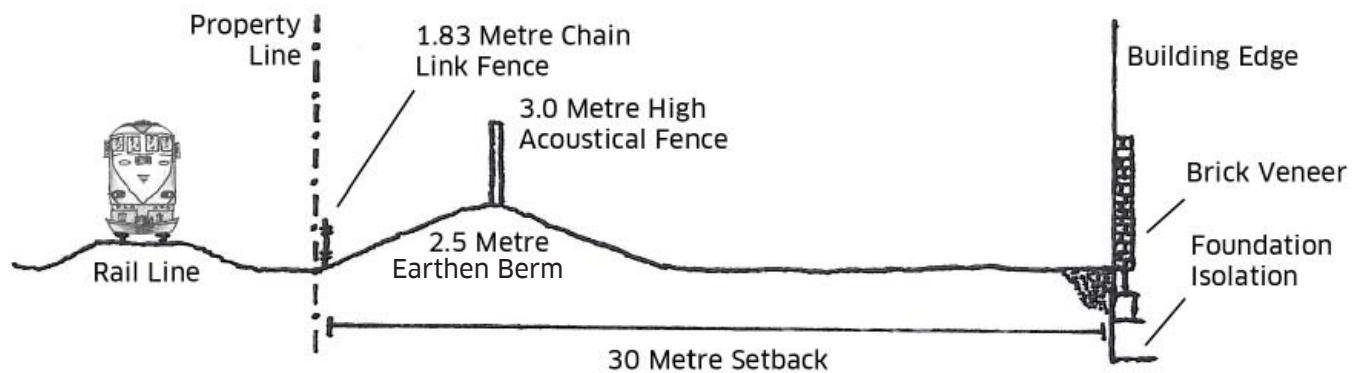 Property
Line
1.83 Metre Chain
Link Fence
3.0 Metre High
Acoustical Fence
Building Edge
Brick Veneer
Foundation
Isolation
2.5 Metre
Earthen Berm
Rail Line
30 Metre Setback